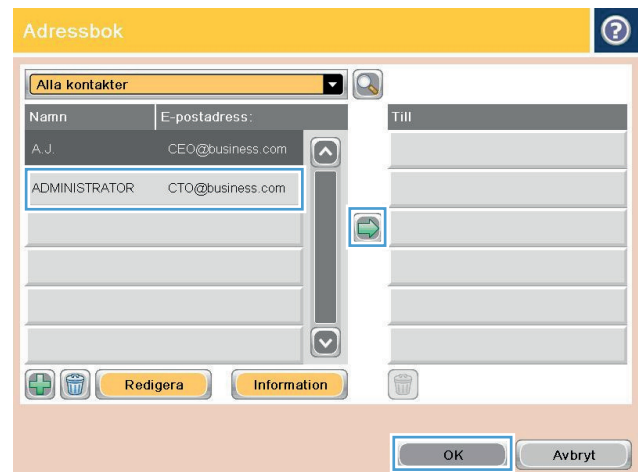 Adressbok
?
Alla kontakter
Namn E-postadress: Till
A.J. CEO@business.com
ADMINISTRATOR CTO@business.com
Redigera Information
OK Avbryt